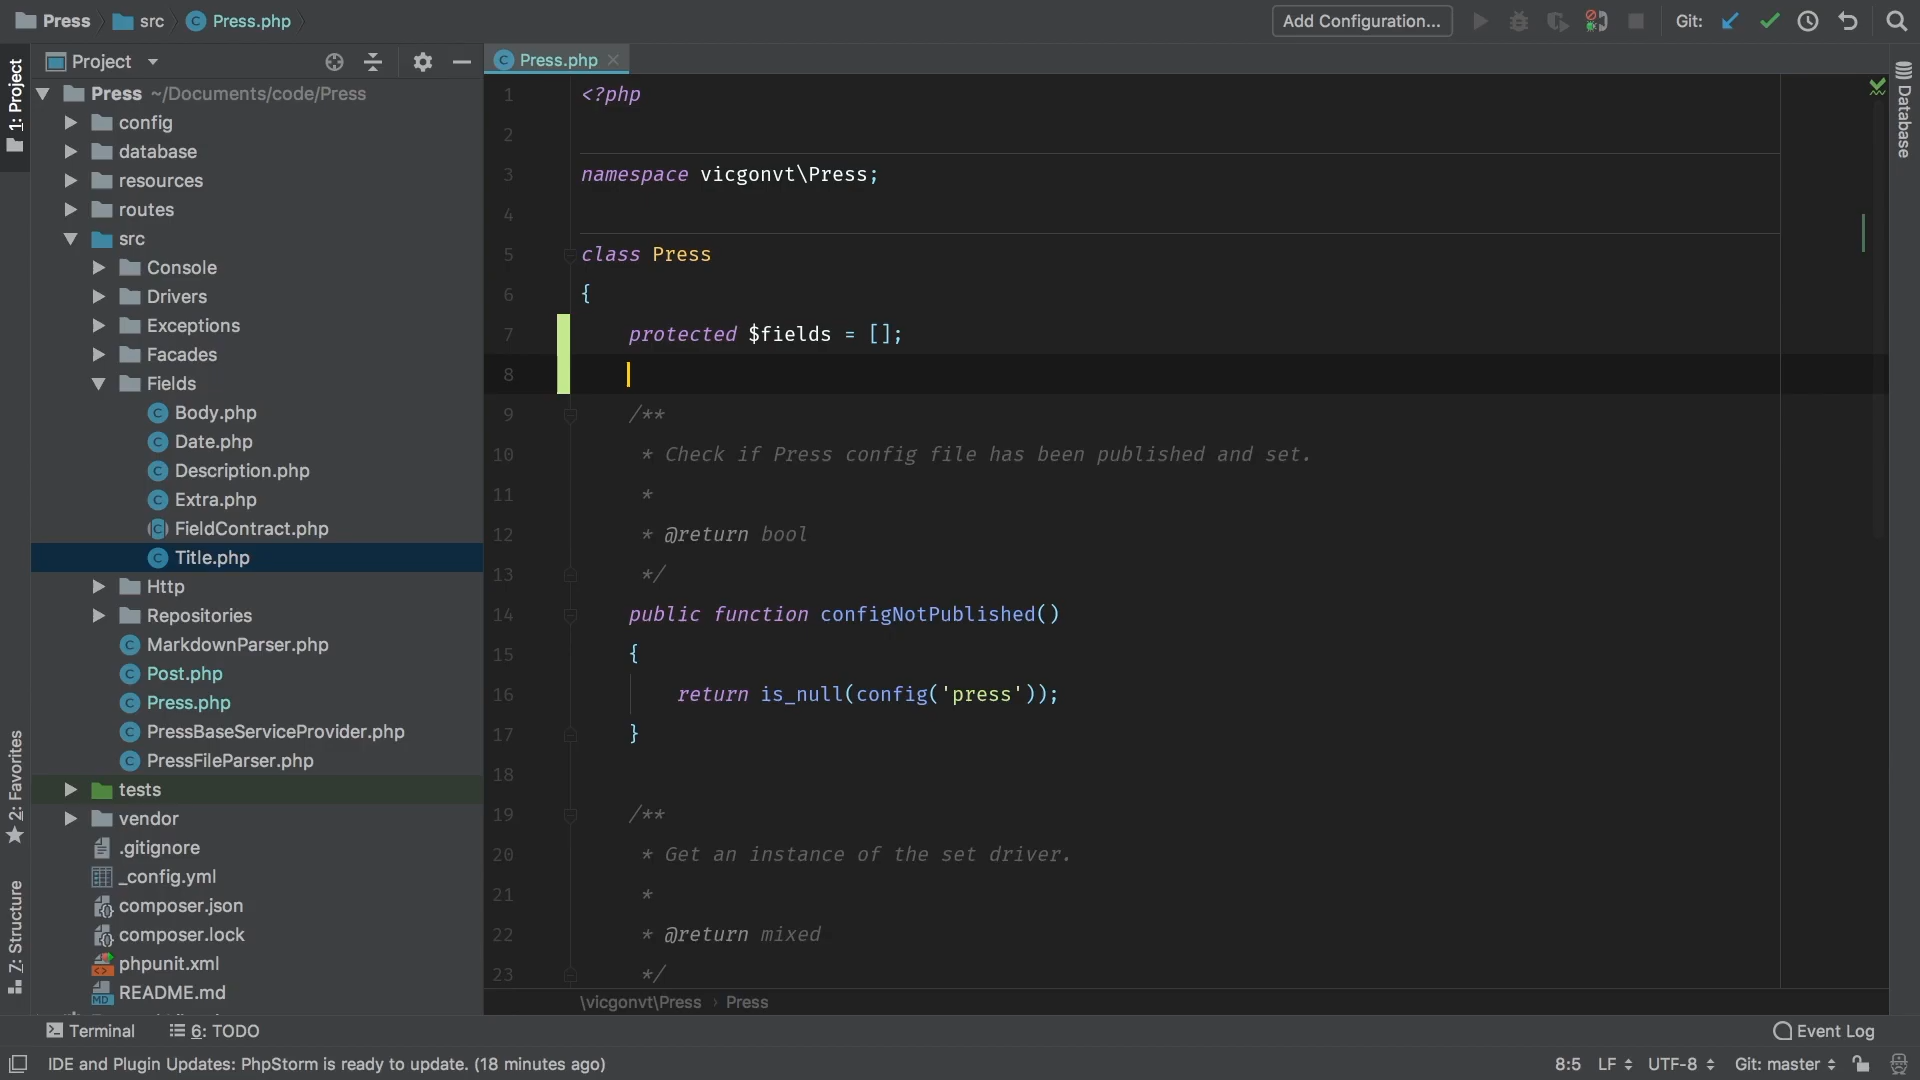 Press src Press.php
Add Configuration... Git:
1: Project
Project
Press ~/Documents/code/Press
config
database
resources
routes
src
Console
Drivers
Exceptions
Facades
Fields
Body.php
Date.php
Description.php
Extra.php
FieldContract.php
Title.php
Http
Repositories
MarkdownParser.php
Post.php
Press.php
PressBaseServiceProvider.php
PressFileParser.php
tests
vendor
.gitignore
_config.yml
composer.json
composer.lock
phpunit.xml
README.md
2: Favorites
7: Structure
Press.php
1 <?php
2
3 namespace vicgonvt\Press;
4
5 class Press
6 {
7 protected $fields = [];
8
9 /**
10 * Check if Press config file has been published and set.
11 *
12 * @return bool
13 */
14 public function configNotPublished()
15 {
16 return is_null(config('press'));
17 }
18
19 /**
20 * Get an instance of the set driver.
21 *
22 * @return mixed
23 */
\vicgonvt\Press › Press
Database
Terminal 6: TODO Event Log
IDE and Plugin Updates: PhpStorm is ready to update. (18 minutes ago) 8:5 LF UTF-8 Git: master